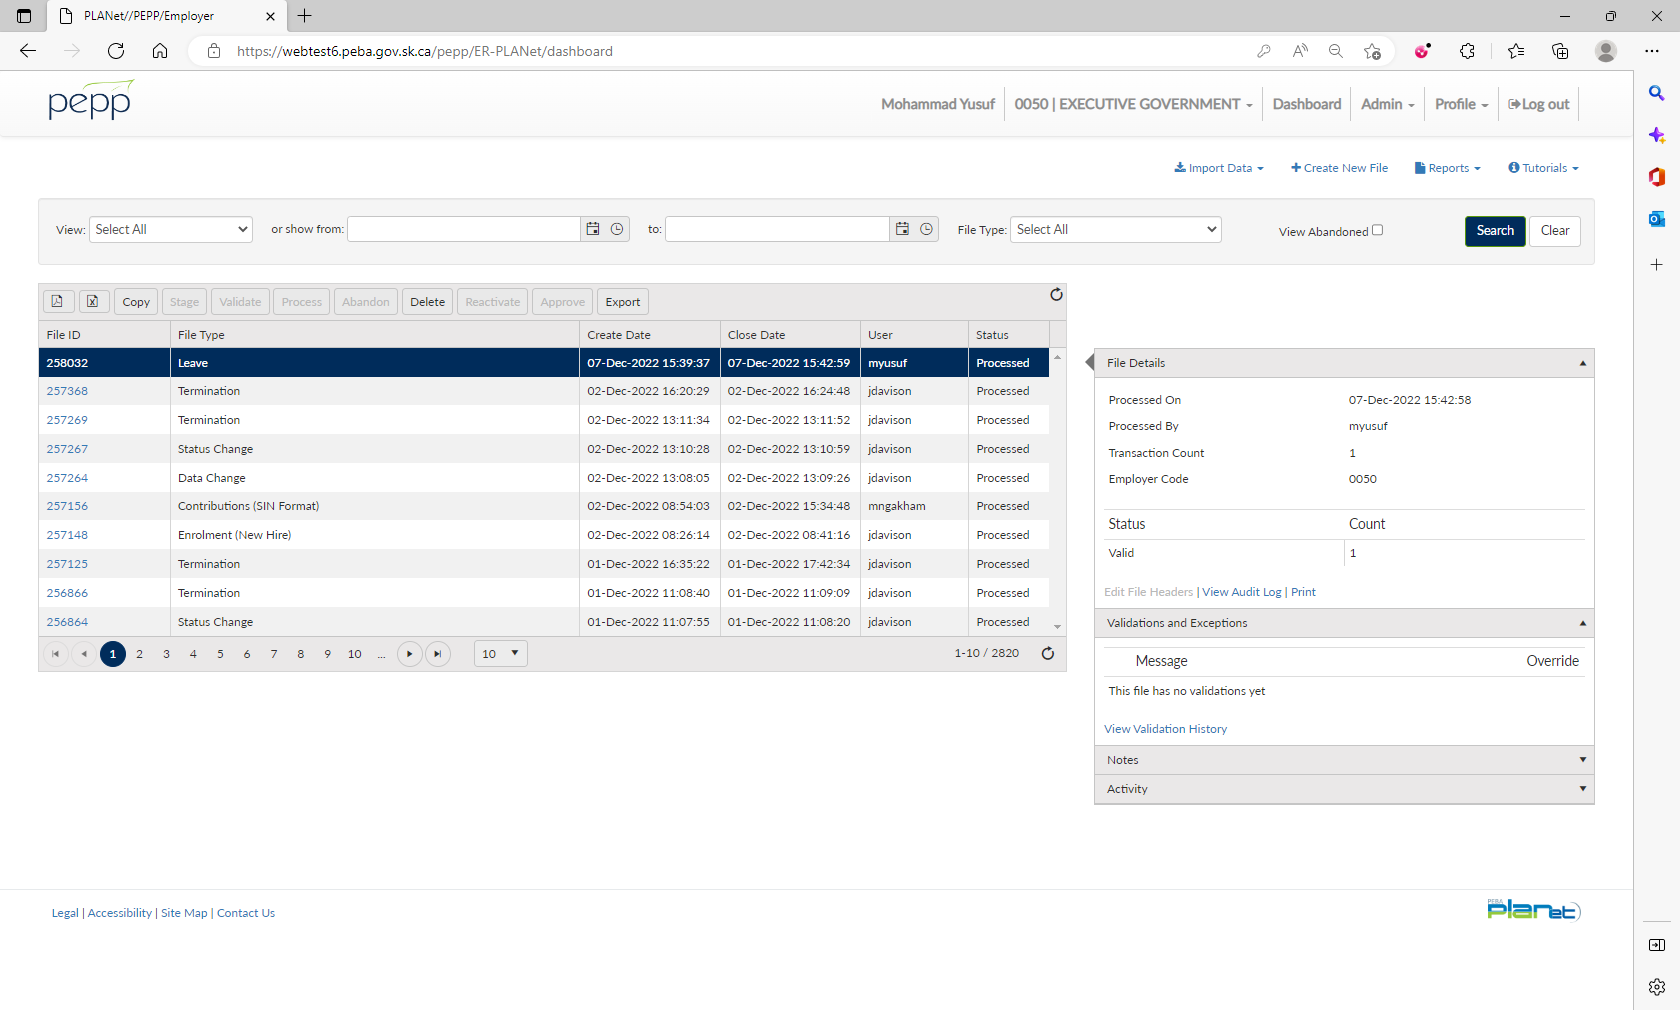 PLANet//PEPP/Employer
https://webtest6.peba.gov.sk.ca/pepp/ER-PLANet/dashboard
pepp
Mohammad Yusuf 0050 | EXECUTIVE GOVERNMENT Dashboard Admin Profile Log out
Import Data Create New File Reports Tutorials
View: Select All or show from: to: File Type: Select All View Abandoned Search Clear
Copy Stage Validate Process Abandon Delete Reactivate Approve Export
File ID File Type Create Date Close Date User Status
258032 Leave 07-Dec-2022 15:39:37 07-Dec-2022 15:42:59 myusuf Processed
257368 Termination 02-Dec-2022 16:20:29 02-Dec-2022 16:24:48 jdavison Processed
257269 Termination 02-Dec-2022 13:11:34 02-Dec-2022 13:11:52 jdavison Processed
257267 Status Change 02-Dec-2022 13:10:28 02-Dec-2022 13:10:59 jdavison Processed
257264 Data Change 02-Dec-2022 13:08:05 02-Dec-2022 13:09:26 jdavison Processed
257156 Contributions (SIN Format) 02-Dec-2022 08:54:03 02-Dec-2022 15:34:48 mngakham Processed
257148 Enrolment (New Hire) 02-Dec-2022 08:26:14 02-Dec-2022 08:41:16 jdavison Processed
257125 Termination 01-Dec-2022 16:35:22 01-Dec-2022 17:42:34 jdavison Processed
256866 Termination 01-Dec-2022 11:08:40 01-Dec-2022 11:09:09 jdavison Processed
256864 Status Change 01-Dec-2022 11:07:55 01-Dec-2022 11:08:20 jdavison Processed
1 2 3 4 5 6 7 8 9 10 ... 10 1-10 / 2820
File Details
Processed On 07-Dec-2022 15:42:58
Processed By myusuf
Transaction Count 1
Employer Code 0050
Status Count
Valid 1
Edit File Headers | View Audit Log | Print
Validations and Exceptions
Message Override
This file has no validations yet
View Validation History
Notes
Activity
Legal | Accessibility | Site Map | Contact Us
PEBA
planet